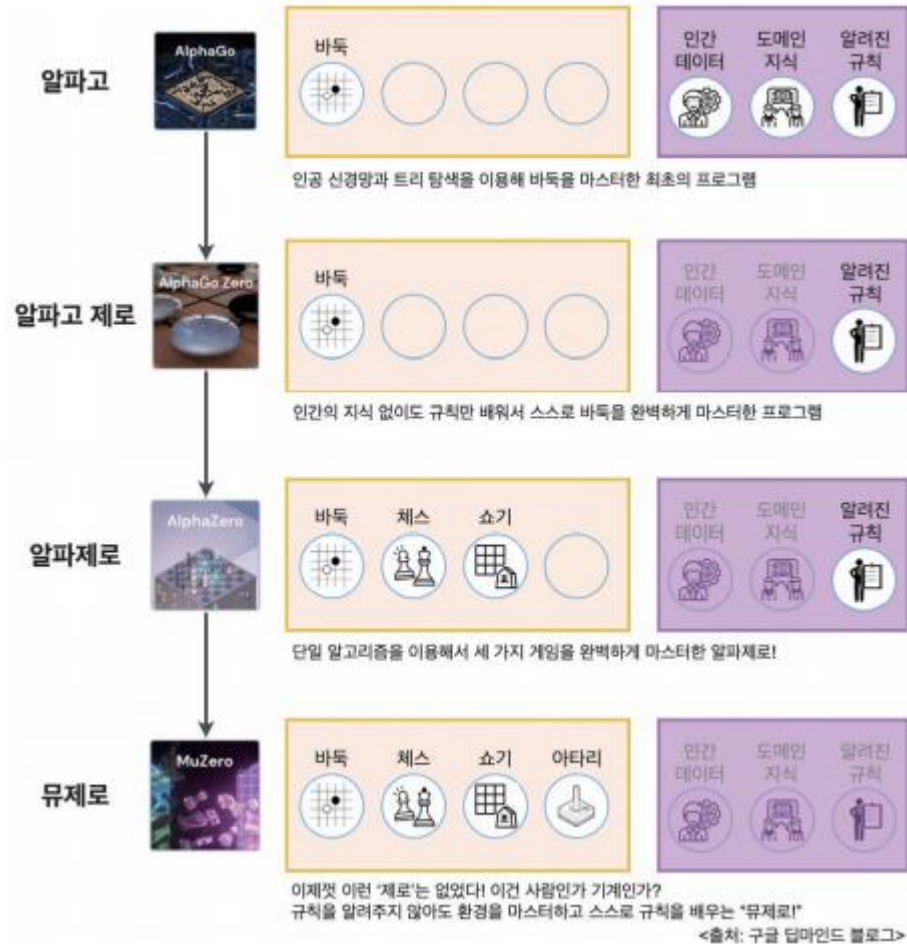 알파고
AlphaGo
바둑
인간
데이터
도메인
지식
알려진
규칙
인공 신경망과 트리 탐색을 이용해 바둑을 마스터한 최초의 프로그램
알파고 제로
AlphaGo Zero
바둑
인간
데이터
도메인
지식
알려진
규칙
인간의 지식 없이도 규칙만 배워서 스스로 바둑을 완벽하게 마스터한 프로그램
알파제로
AlphaZero
바둑
체스
쇼기
인간
데이터
도메인
지식
알려진
규칙
단일 알고리즘을 이용해서 세 가지 게임을 완벽하게 마스터한 알파제로!
뮤제로
MuZero
바둑
체스
쇼기
아타리
인간
데이터
도메인
지식
알려진
규칙
이제껏 이런 ‘제로’는 없었다! 이건 사람인가 기계인가?
규칙을 알려주지 않아도 환경을 마스터하고 스스로 규칙을 배우는 “뮤제로!”
<출처: 구글 딥마인드 블로그>